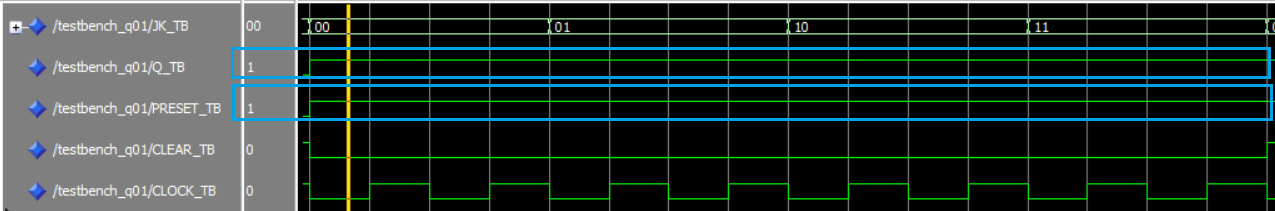 /testbench_q01/JK_TB 00 00 01 10 11
/testbench_q01/Q_TB 1
/testbench_q01/PRESET_TB 1
/testbench_q01/CLEAR_TB 0
/testbench_q01/CLOCK_TB 0